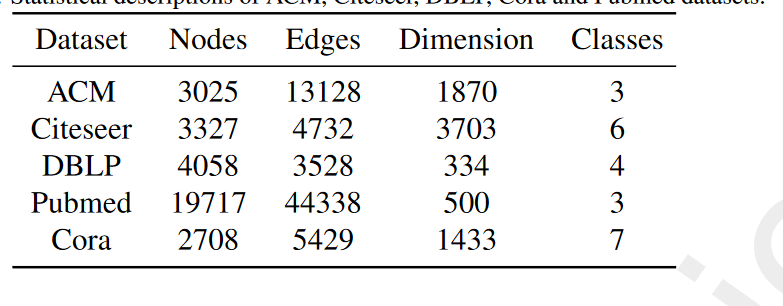 Statistical descriptions of ACM, Citeseer, DBLP, Cora and Pubmed datasets.
Dataset Nodes Edges Dimension Classes
ACM 3025 13128 1870 3
Citeseer 3327 4732 3703 6
DBLP 4058 3528 334 4
Pubmed 19717 44338 500 3
Cora 2708 5429 1433 7